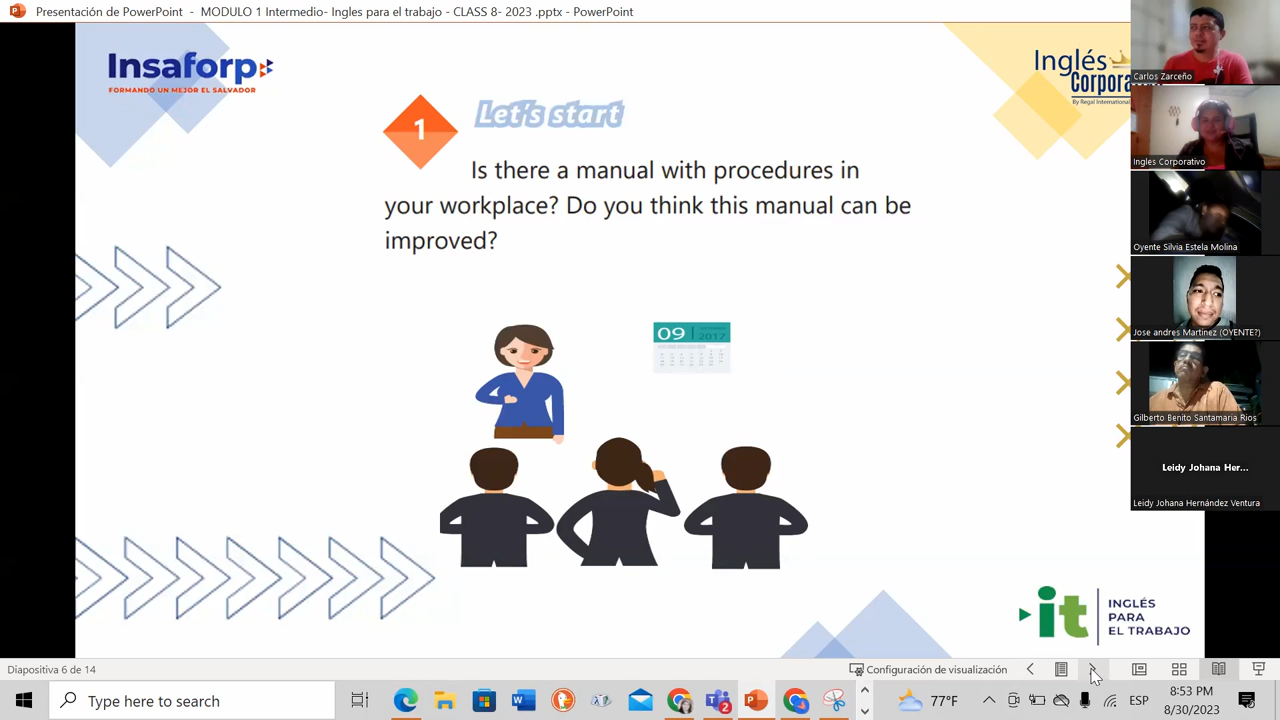 Presentación de PowerPoint - MODULO 1 Intermedio- Ingles para el trabajo - CLASS 8- 2023 .pptx - PowerPoint
Insaforp
FORMANDO UN MEJOR EL SALVADOR
Inglés
Corpora
By Regal International
1
Let's start
Is there a manual with procedures in
your workplace? Do you think this manual can be
improved?
09
2017
Carlos Zarceño
Ingles Corporativo
Oyente Silvia Estela Molina
Jose andres Martinez (OYENTE?)
Gilberto Benito Santamaria Rios
Leidy Johana Her...
Leidy Johana Hernández Ventura
it
INGLÉS
PARA
EL TRABAJO
Diapositiva 6 de 14
Configuración de visualización
Type here to search
2
77°F
ESP
8:53 PM
8/30/2023